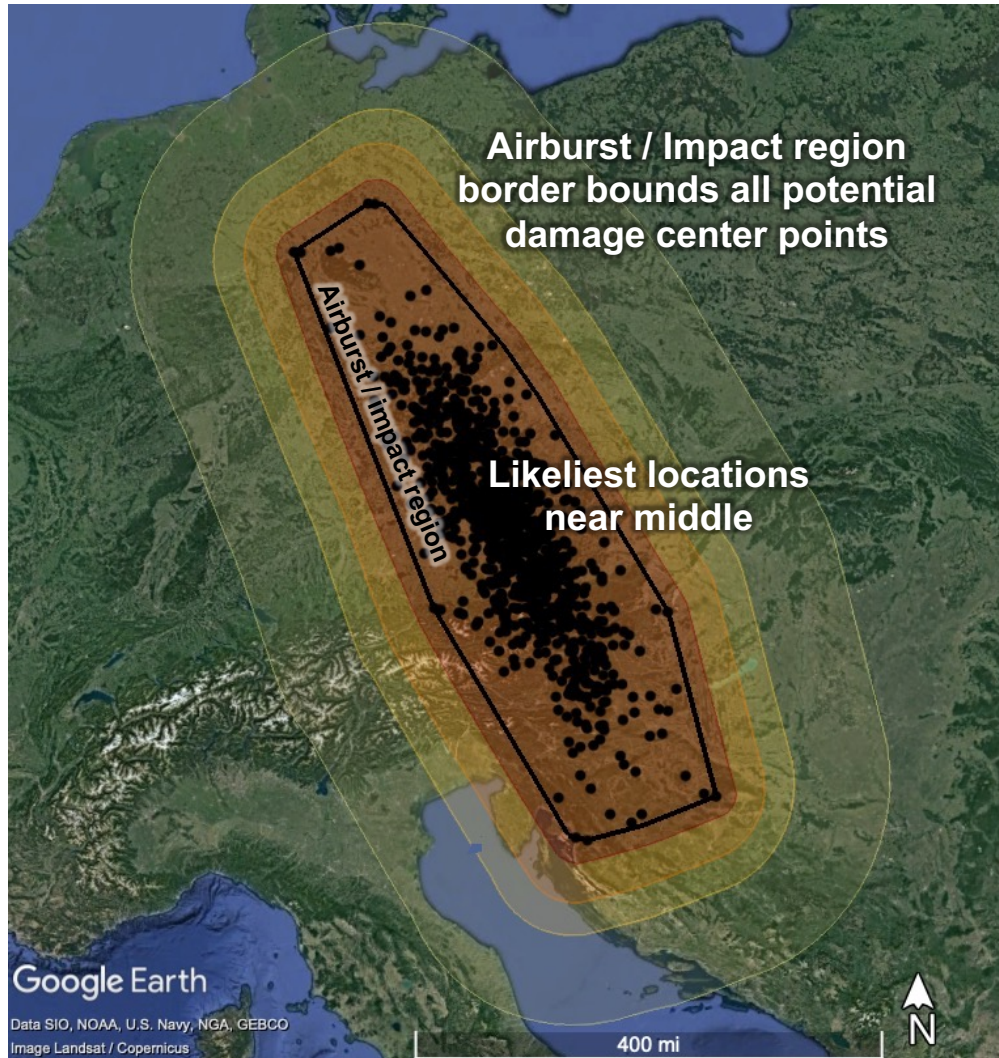 Airburst / Impact region
border bounds all potential
damage center points
Airburst / impact region
Likeliest locations
near middle
Google Earth
Data SIO, NOAA, U.S. Navy, NGA, GEBCO
Image Landsat / Copernicus
400 mi
N